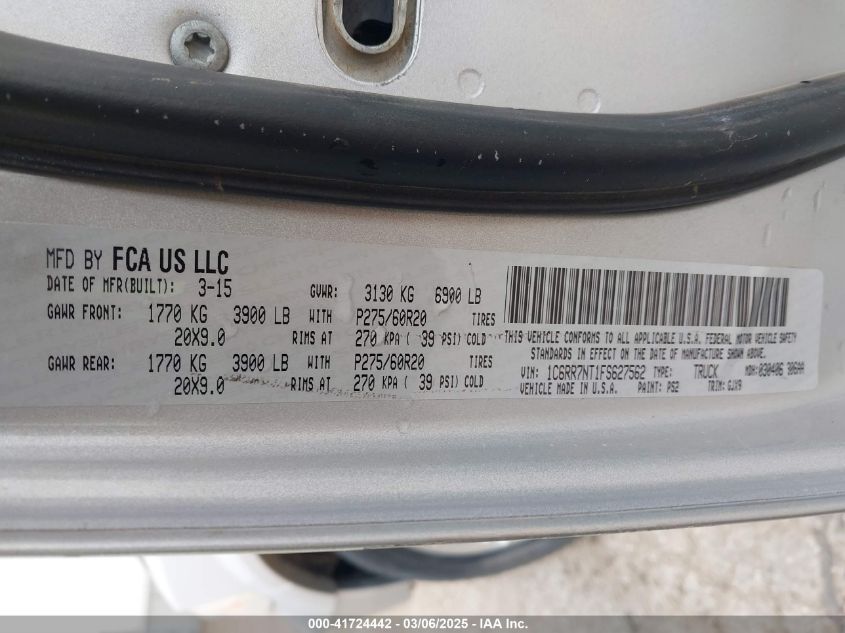 MFD BY FCA US LLC
DATE OF MFR(BUILT): 3-15 GVWR: 3130 KG 6900 LB
GAWR FRONT: 1770 KG 3900 LB WITH P275/60R20 TIRES
20X9.0 RIMS AT 270 KPA ( 39 PSI) COLD
GAWR REAR: 1770 KG 3900 LB WITH P275/60R20 TIRES
20X9.0 RIMS AT 270 KPA ( 39 PSI) COLD
THIS VEHICLE CONFORMS TO ALL APPLICABLE U.S.A. FEDERAL MOTOR VEHICLE SAFETY
STANDARDS IN EFFECT ON THE DATE OF MANUFACTURE SHOWN ABOVE.
VIN: 1C6RR7NT1FS627562 TYPE: TRUCK MDH: 030406 306AA
VEHICLE MADE IN U.S.A. PAINT: PS2 TRIM: GJX9
000-41724442 - 03/06/2025 - IAA Inc.